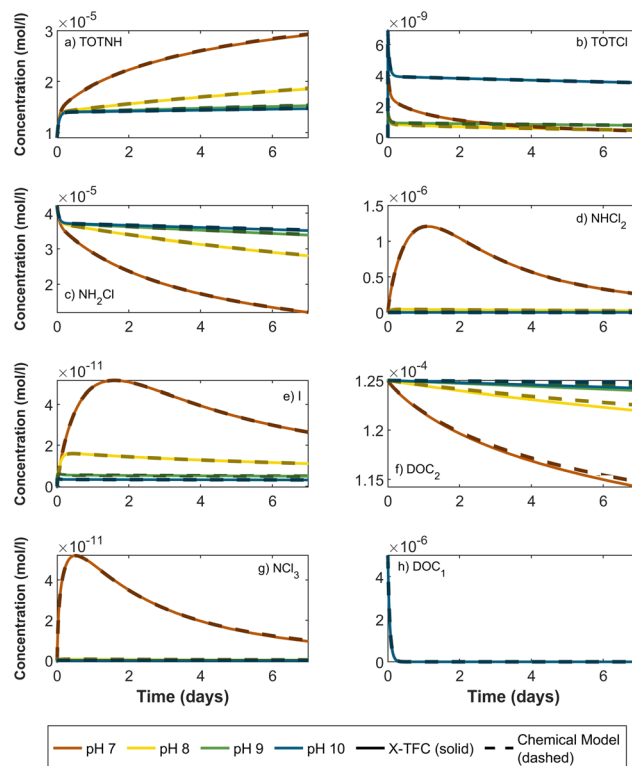 ×10⁻⁵
3
2
1
0 2 4 6
a) TOTNH
Concentration (mol/l)
×10⁻⁹
6
4
2
0
0 2 4 6
b) TOTCl
×10⁻⁵
4
3
2
0 2 4 6
c) NH₂Cl
Concentration (mol/l)
×10⁻⁶
1.5
1
0.5
0
0 2 4 6
d) NHCl₂
×10⁻¹¹
4
2
0
0 2 4 6
e) I
Concentration (mol/l)
×10⁻⁴
1.25
1.2
1.15
0 2 4 6
f) DOC₂
×10⁻¹¹
4
2
0
0 2 4 6
g) NCl₃
Concentration (mol/l)
Time (days)
×10⁻⁶
4
2
0
0 2 4 6
h) DOC₁
Time (days)
pH 7 pH 8 pH 9 pH 10 X-TFC (solid) Chemical Model
(dashed)